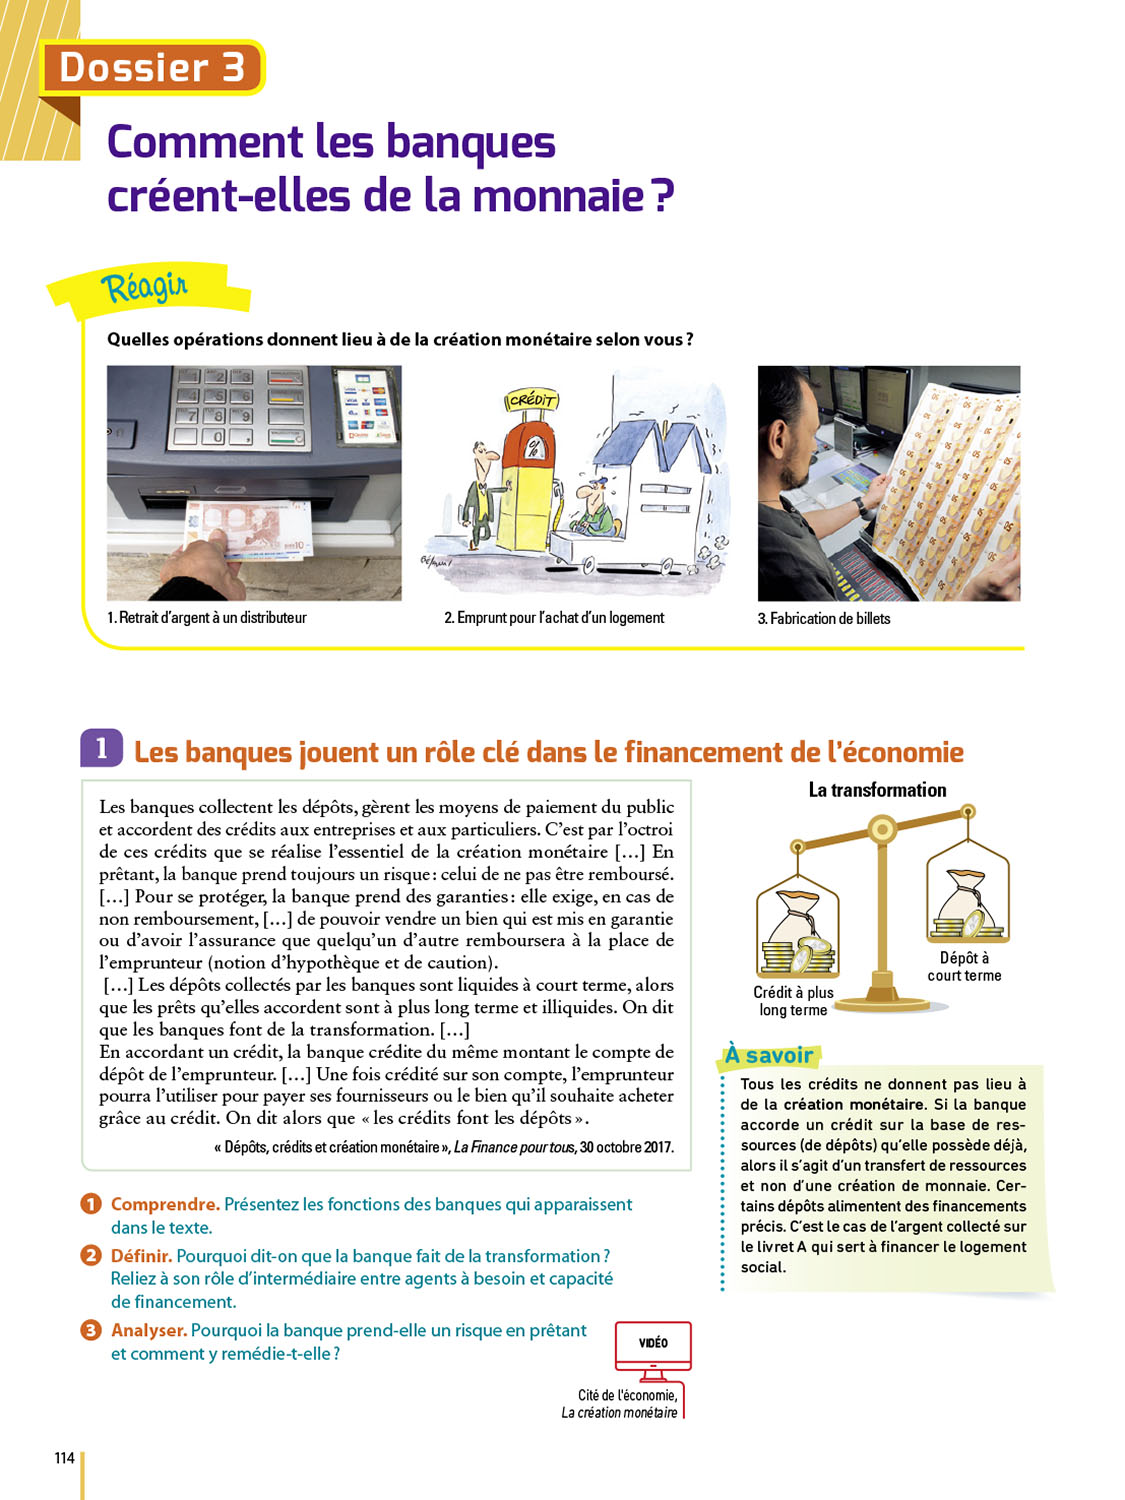 Dossier 3
Comment les banques
créent-elles de la monnaie ?
Réagir
Quelles opérations donnent lieu à de la création monétaire selon vous ?
1 2 3
4 5 6
7 8 9
0
CRÉDIT
%
1. Retrait d'argent à un distributeur
2. Emprunt pour l'achat d'un logement
3. Fabrication de billets
1 Les banques jouent un rôle clé dans le financement de l'économie
Les banques collectent les dépôts, gèrent les moyens de paiement du public
et accordent des crédits aux entreprises et aux particuliers. C'est par l'octroi
de ces crédits que se réalise l'essentiel de la création monétaire […] En
prêtant, la banque prend toujours un risque : celui de ne pas être remboursé.
[…] Pour se protéger, la banque prend des garanties : elle exige, en cas de
non remboursement, […] de pouvoir vendre un bien qui est mis en garantie
ou d'avoir l'assurance que quelqu'un d'autre remboursera à la place de
l'emprunteur (notion d'hypothèque et de caution).
[…] Les dépôts collectés par les banques sont liquides à court terme, alors
que les prêts qu'elles accordent sont à plus long terme et illiquides. On dit
que les banques font de la transformation. […]
En accordant un crédit, la banque crédite du même montant le compte de
dépôt de l'emprunteur. […] Une fois crédité sur son compte, l'emprunteur
pourra l'utiliser pour payer ses fournisseurs ou le bien qu'il souhaite acheter
grâce au crédit. On dit alors que « les crédits font les dépôts ».
« Dépôts, crédits et création monétaire », La Finance pour tous, 30 octobre 2017.
La transformation
Dépôt à
court terme
Crédit à plus
long terme
À savoir
Tous les crédits ne donnent pas lieu à
de la création monétaire. Si la banque
accorde un crédit sur la base de res-
sources (de dépôts) qu'elle possède déjà,
alors il s'agit d'un transfert de ressources
et non d'une création de monnaie. Cer-
tains dépôts alimentent des financements
précis. C'est le cas de l'argent collecté sur
le livret A qui sert à financer le logement
social.
1 Comprendre. Présentez les fonctions des banques qui apparaissent
dans le texte.
2 Définir. Pourquoi dit-on que la banque fait de la transformation ?
Reliez à son rôle d'intermédiaire entre agents à besoin et capacité
de financement.
3 Analyser. Pourquoi la banque prend-elle un risque en prêtant
et comment y remédie-t-elle ?
VIDÉO
Cité de l'économie,
La création monétaire
114